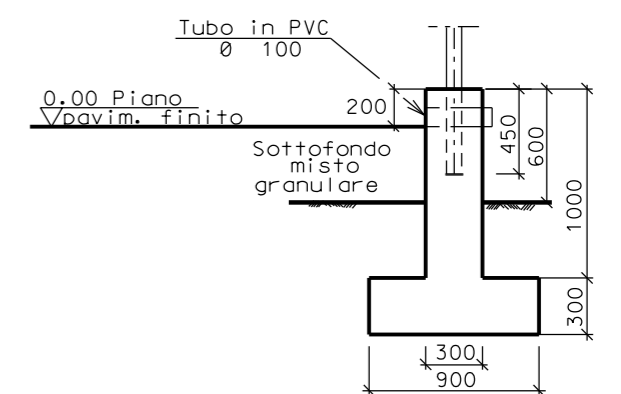 Tubo in PVC
Ø 100
0.00 Piano
pavim. finito
200
Sottofondo
misto
granulare
450
600
1000
300
300
900